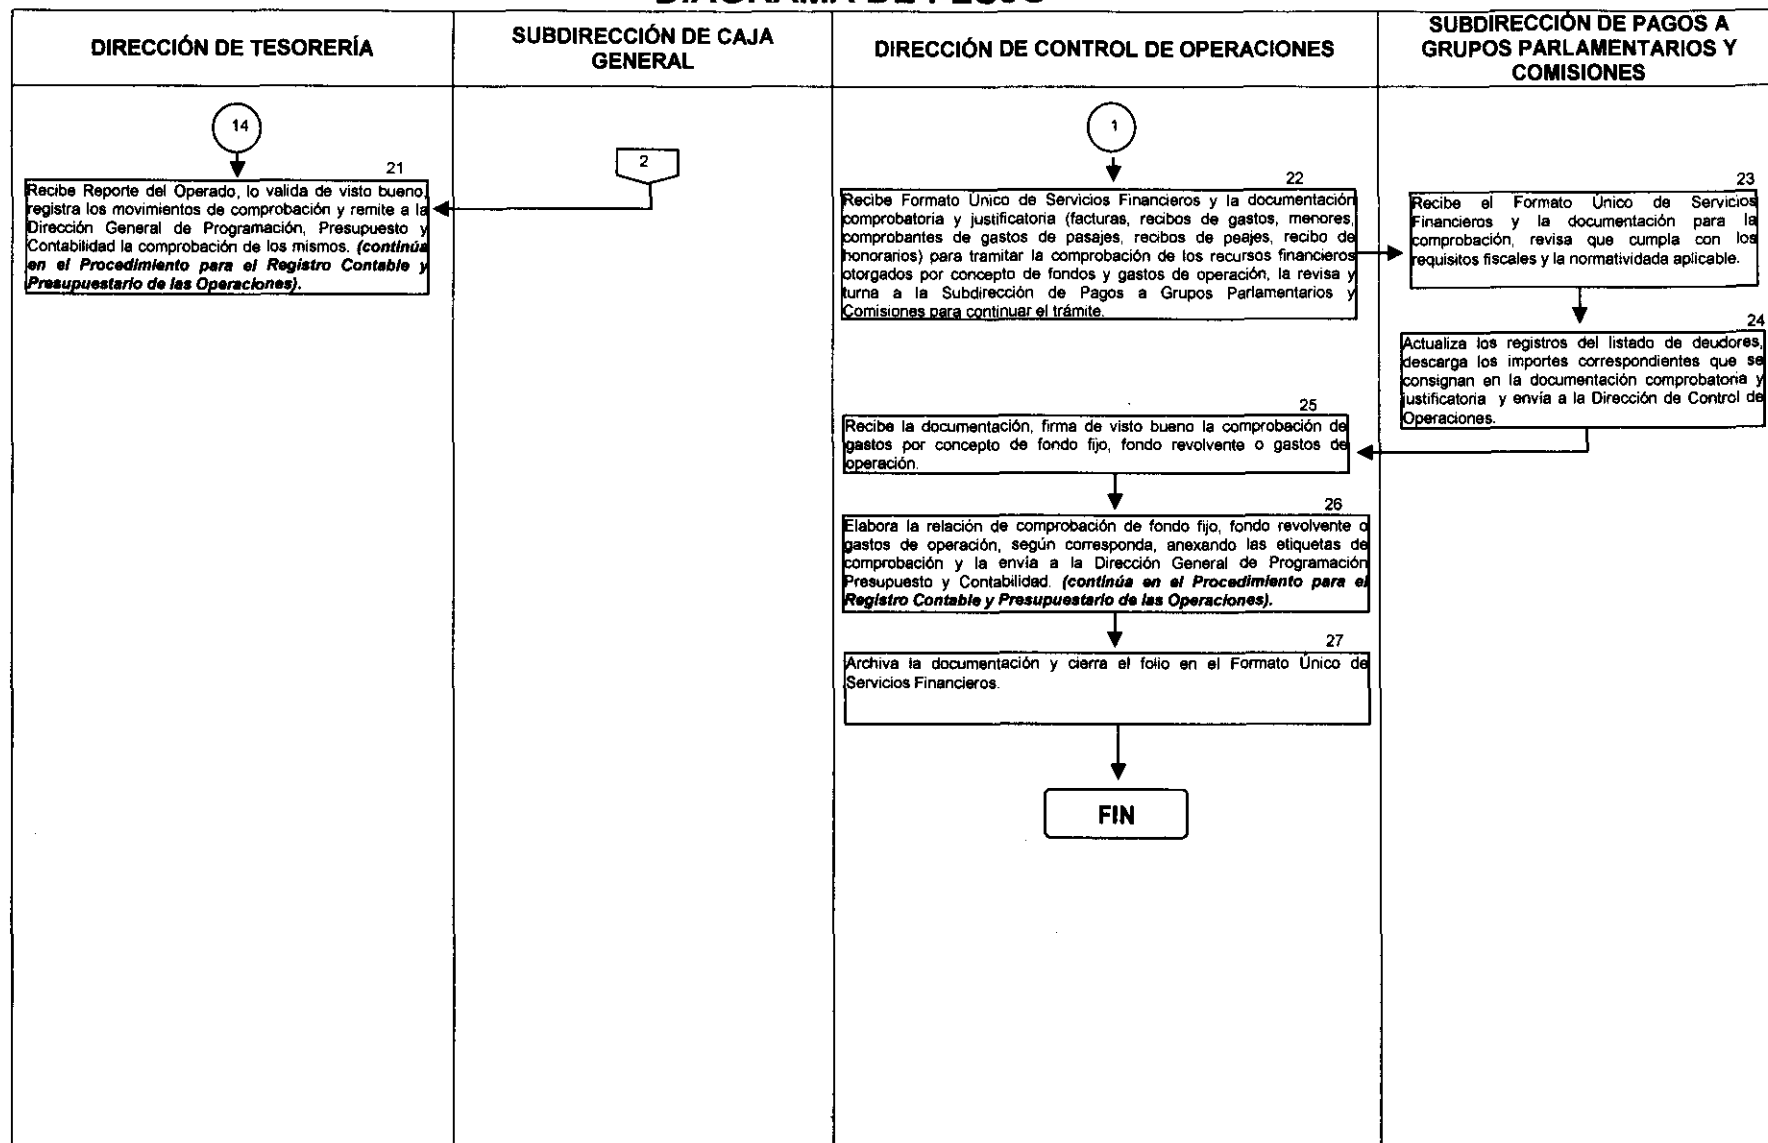 DIRECCIÓN DE TESORERÍA
SUBDIRECCIÓN DE CAJA
GENERAL
DIRECCIÓN DE CONTROL DE OPERACIONES
SUBDIRECCIÓN DE PAGOS A
GRUPOS PARLAMENTARIOS Y
COMISIONES
14
21
Recibe Reporte del Operado, lo valida de visto bueno,
registra los movimientos de comprobación y remite a la
Dirección General de Programación, Presupuesto y
Contabilidad la comprobación de los mismos. (continúa
en el Procedimiento para el Registro Contable y
Presupuestario de las Operaciones).
2
1
22
Recibe Formato Único de Servicios Financieros y la documentación
comprobatoria y justificatoria (facturas, recibos de gastos, menores,
comprobantes de gastos de pasajes, recibos de peajes, recibo de
honorarios) para tramitar la comprobación de los recursos financieros
otorgados por concepto de fondos y gastos de operación, la revisa y
turna a la Subdirección de Pagos a Grupos Parlamentarios y
Comisiones para continuar el trámite.
23
Recibe el Formato Único de Servicios
Financieros y la documentación para la
comprobación, revisa que cumpla con los
requisitos fiscales y la normatividada aplicable.
24
Actualiza los registros del listado de deudores,
descarga los importes correspondientes que se
consignan en la documentación comprobatoria y
justificatoria y envía a la Dirección de Control de
Operaciones.
25
Recibe la documentación, firma de visto bueno la comprobación de
gastos por concepto de fondo fijo, fondo revolvente o gastos de
operación.
26
Elabora la relación de comprobación de fondo fijo, fondo revolvente o
gastos de operación, según corresponda, anexando las etiquetas de
comprobación y la envía a la Dirección General de Programación
Presupuesto y Contabilidad. (continúa en el Procedimiento para el
Registro Contable y Presupuestario de las Operaciones).
27
Archiva la documentación y cierra el folio en el Formato Único de
Servicios Financieros.
FIN